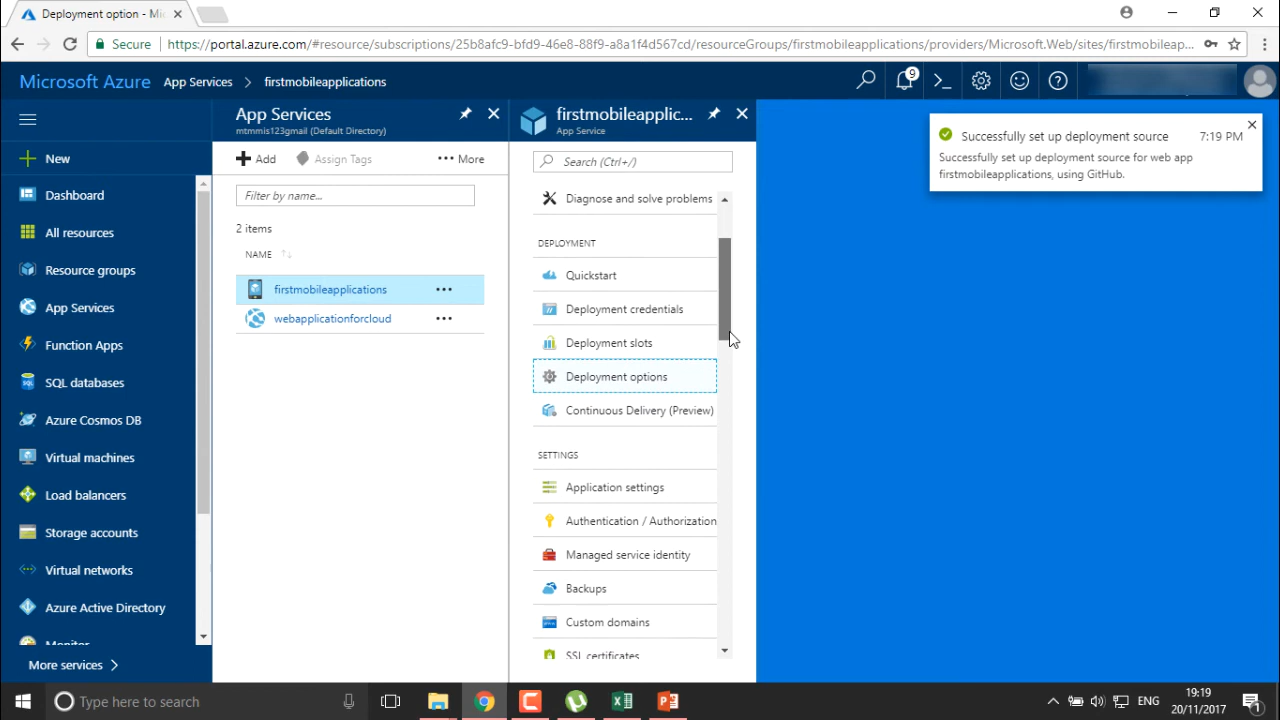 Deployment option - Mic
Secure
https://portal.azure.com/#resource/subscriptions/25b8afc9-bfd9-46e8-88f9-a8a1f4d567cd/resourceGroups/firstmobileapplications/providers/Microsoft.Web/sites/firstmobileap...
Microsoft Azure
App Services > firstmobileapplications
9
New
Dashboard
All resources
Resource groups
App Services
Function Apps
SQL databases
Azure Cosmos DB
Virtual machines
Load balancers
Storage accounts
Virtual networks
Azure Active Directory
Monitor
More services >
App Services
mtmmis123gmail (Default Directory)
Add
Assign Tags
More
Filter by name...
2 items
NAME
firstmobileapplications
webapplicationforcloud
firstmobileapplic...
App Service
Search (Ctrl+/)
Diagnose and solve problems
DEPLOYMENT
Quickstart
Deployment credentials
Deployment slots
Deployment options
Continuous Delivery (Preview)
SETTINGS
Application settings
Authentication / Authorization
Managed service identity
Backups
Custom domains
SSL certificates
Successfully set up deployment source 7:19 PM
Successfully set up deployment source for web app
firstmobileapplications, using GitHub.
Type here to search
ENG
19:19
20/11/2017
1